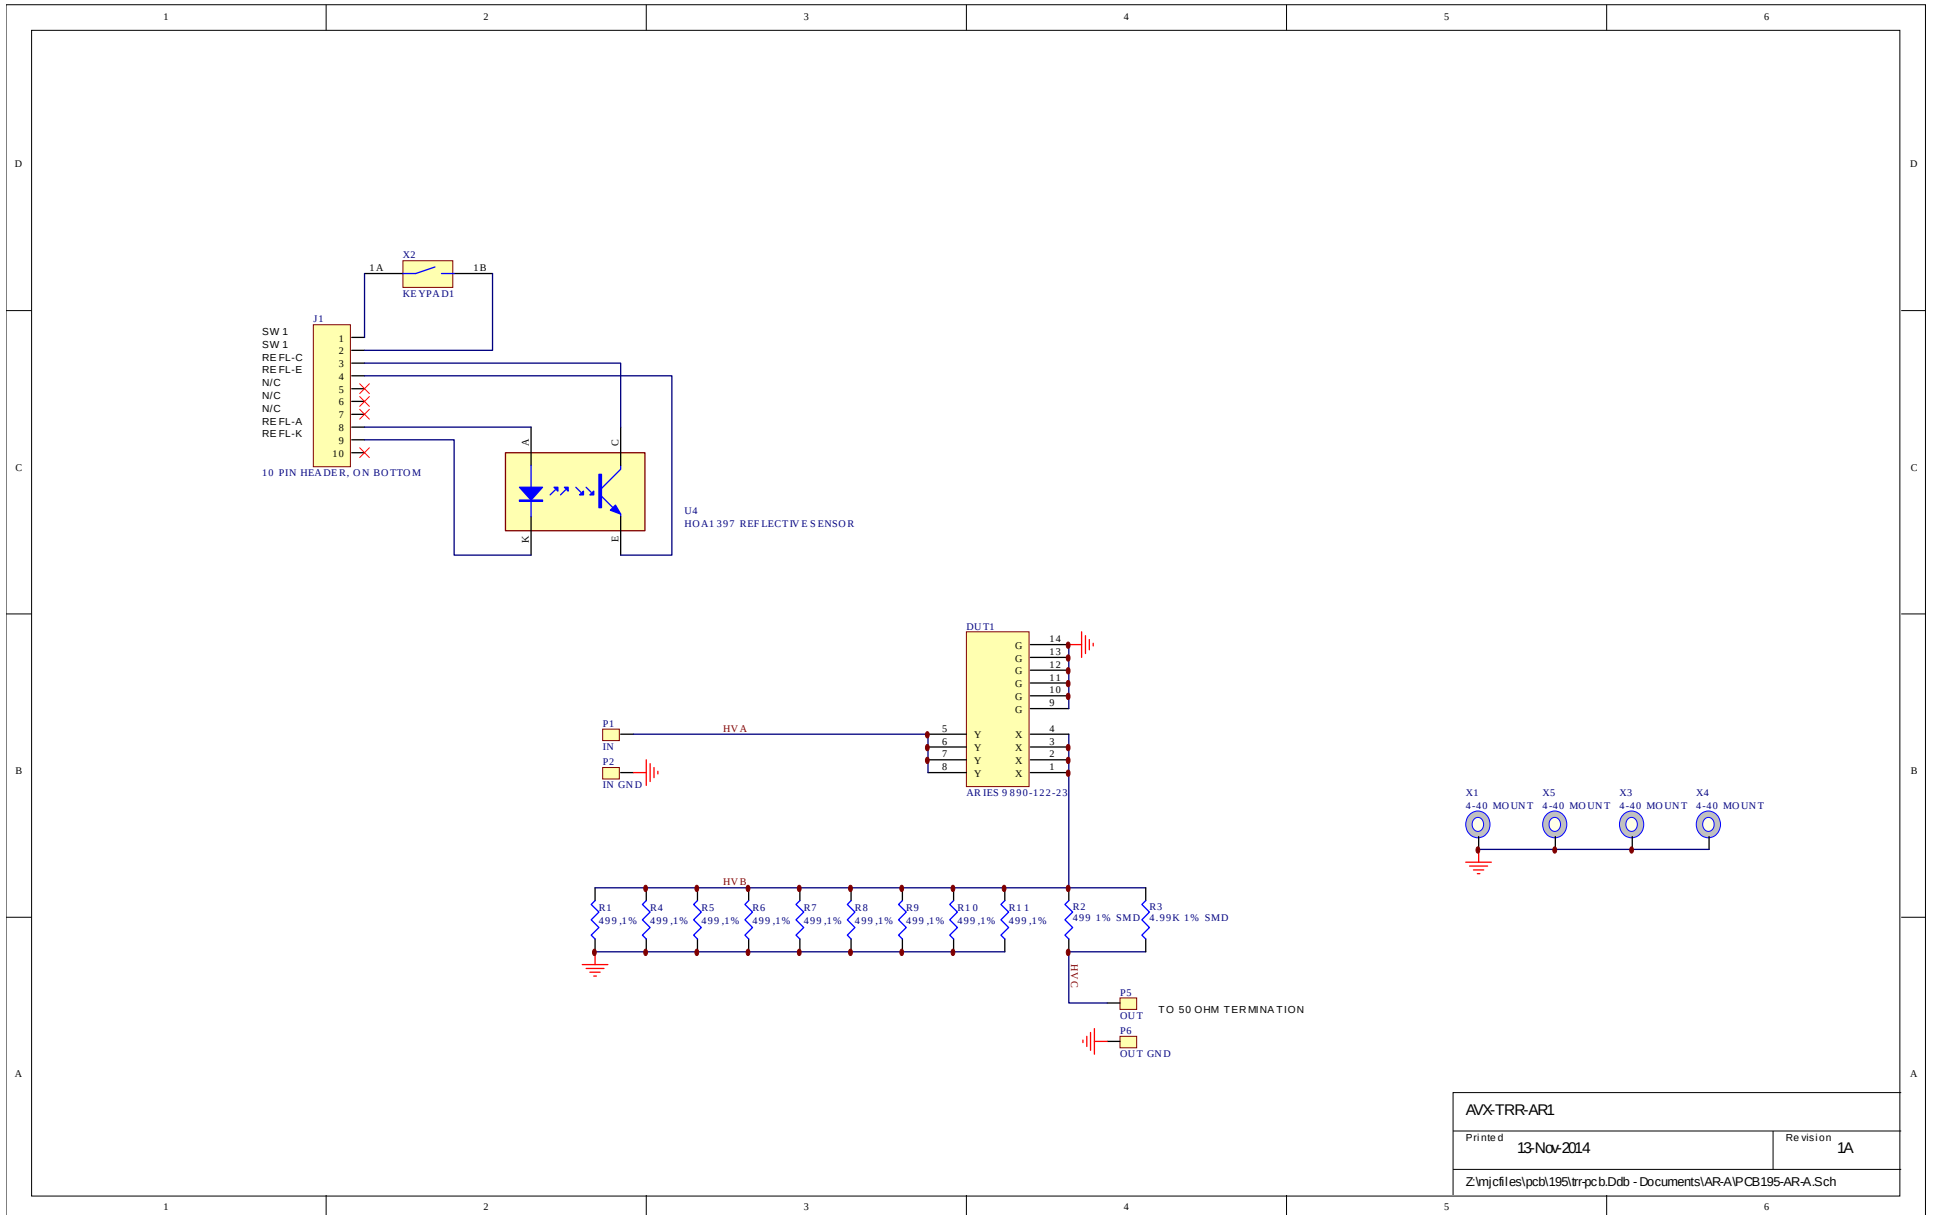 1 2 3 4 5 6
D D
X2
1A 1B
KEYPAD1
J1
SW1 1
SW1 2
REFL-C 3
REFL-E 4
N/C 5
N/C 6
N/C 7
REFL-A 8
REFL-K 9
10
10 PIN HEADER, ON BOTTOM
A C
K E
U4
HOA1397 REFLECTIVE SENSOR
C C
DUT1
G 14
G 13
G 12
G 11
G 10
G 9
5 Y X 4
6 Y X 3
7 Y X 2
8 Y X 1
ARIES 9890-122-23
P1
IN
HVA
P2
IN GND
B B
X1 X5 X3 X4
4-40 MOUNT 4-40 MOUNT 4-40 MOUNT 4-40 MOUNT
HVB
R1 R4 R5 R6 R7 R8 R9 R10 R11 R2 R3
499,1% 499,1% 499,1% 499,1% 499,1% 499,1% 499,1% 499,1% 499,1% 499 1% SMD 4.99K 1% SMD
HVC
P5
OUT
TO 50 OHM TERMINATION
P6
OUT GND
A A
AVX-TRR-AR1
Printed 13-Nov-2014 Revision 1A
Z:\mjcfiles\pcb\195\trr-pcb.Ddb - Documents\AR-A\PCB195-AR-A.Sch
1 2 3 4 5 6